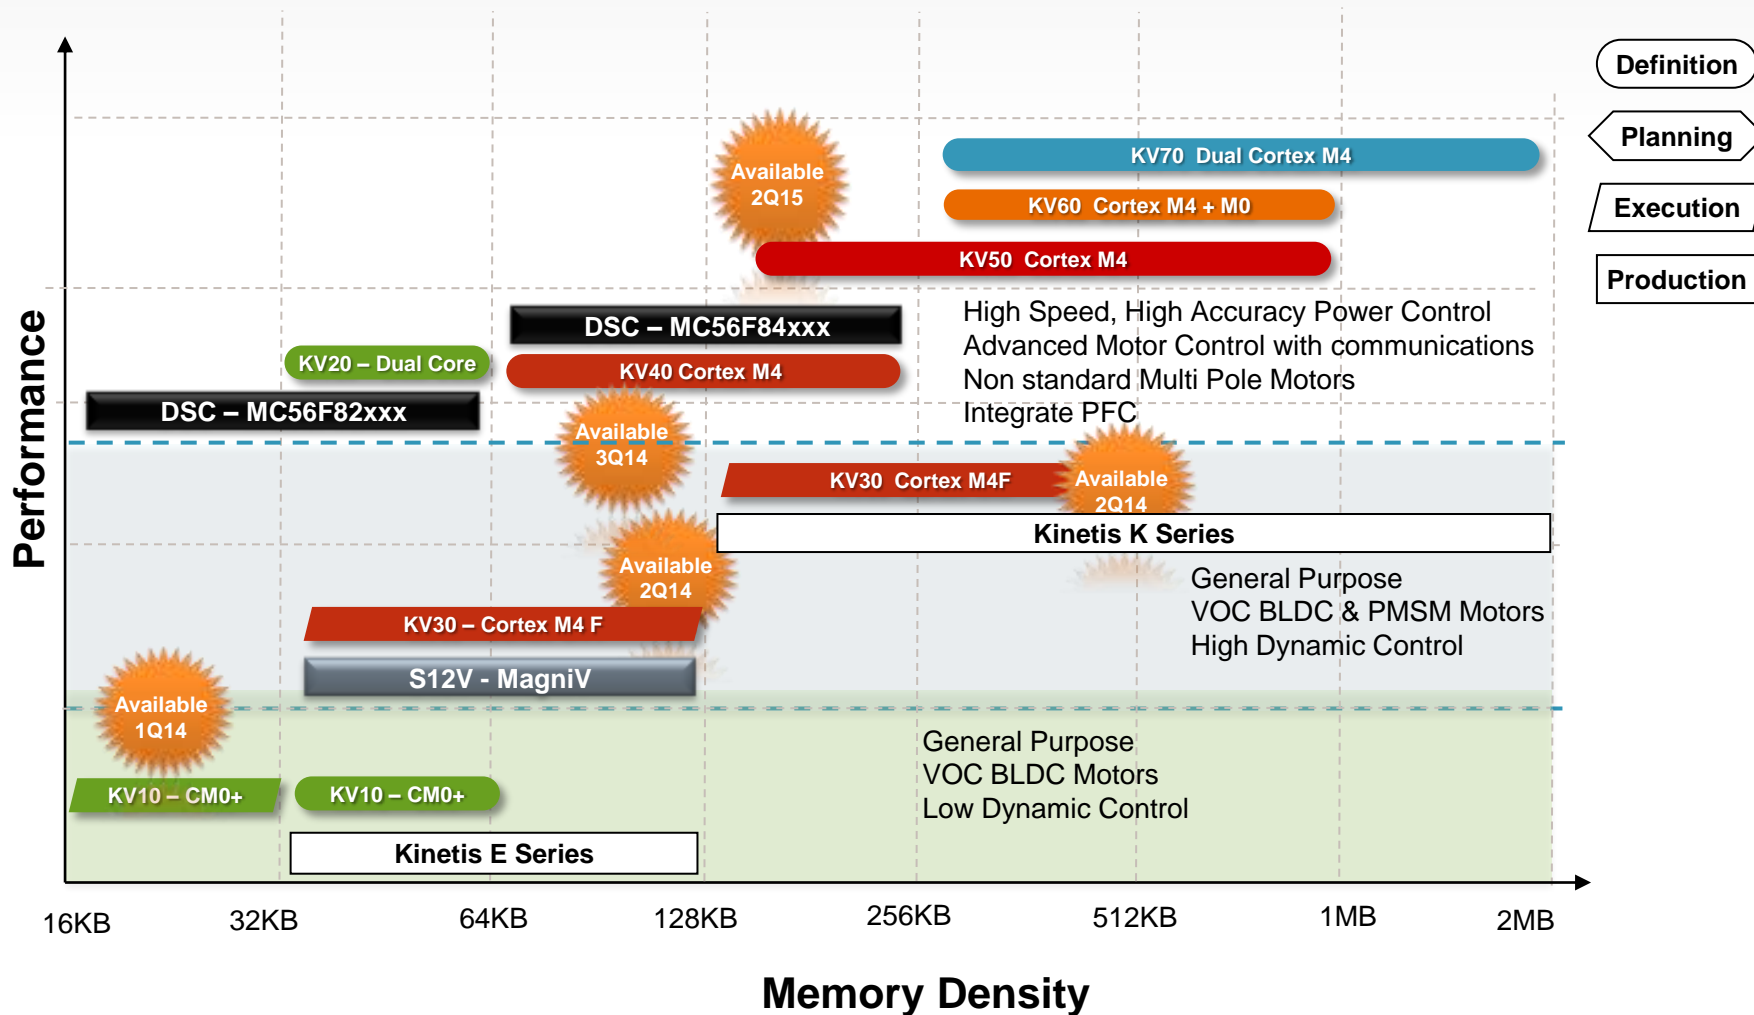 Definition
Planning
Execution
Production
Performance
Available
2Q15
KV70 Dual Cortex M4
KV60 Cortex M4 + M0
KV50 Cortex M4
DSC – MC56F84xxx
KV20 – Dual Core
KV40 Cortex M4
DSC – MC56F82xxx
High Speed, High Accuracy Power Control
Advanced Motor Control with communications
Non standard Multi Pole Motors
Integrate PFC
Available
3Q14
KV30 Cortex M4F
Available
2Q14
Kinetis K Series
Available
2Q14
General Purpose
VOC BLDC & PMSM Motors
High Dynamic Control
KV30 – Cortex M4 F
S12V - MagniV
Available
1Q14
General Purpose
VOC BLDC Motors
Low Dynamic Control
KV10 – CM0+
KV10 – CM0+
Kinetis E Series
16KB
32KB
64KB
128KB
256KB
512KB
1MB
2MB
Memory Density